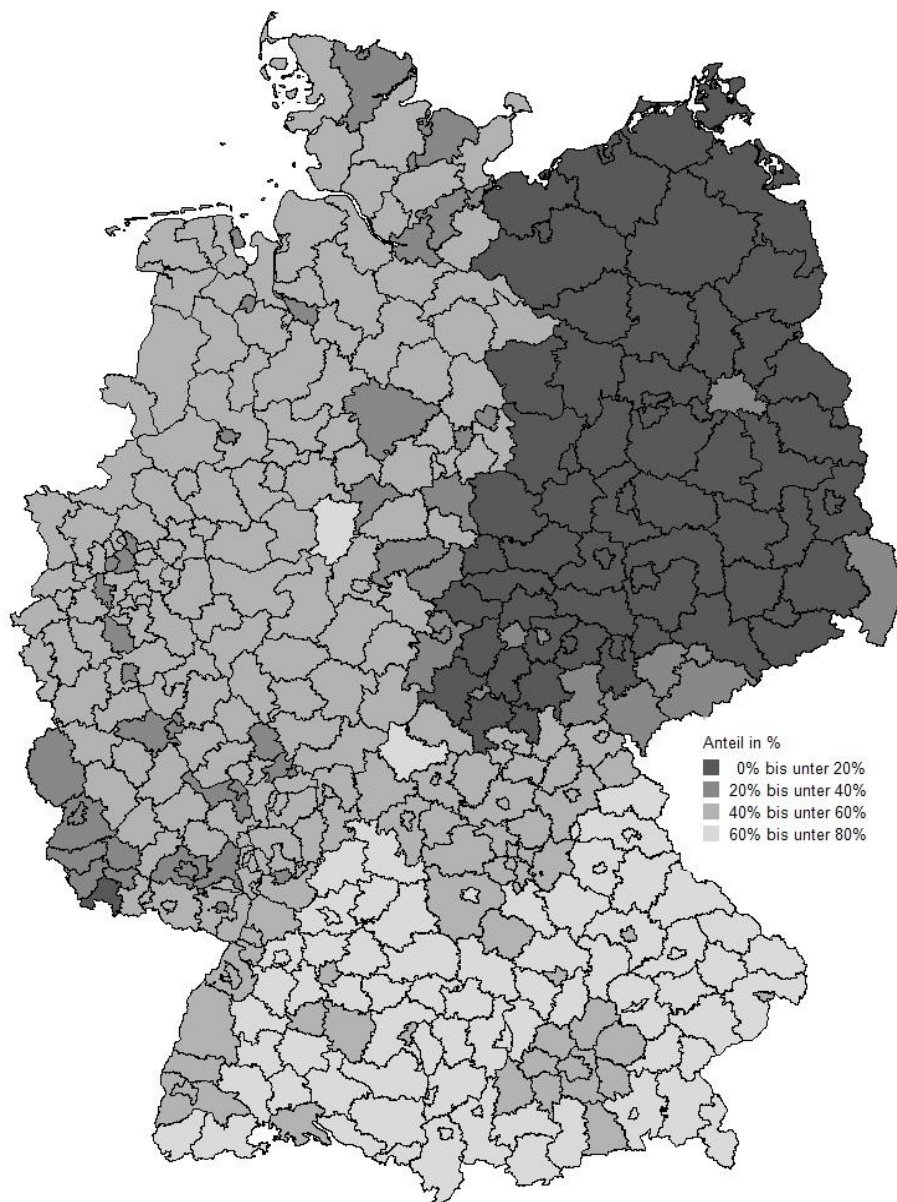 Anteil in %
0% bis unter 20%
20% bis unter 40%
40% bis unter 60%
60% bis unter 80%